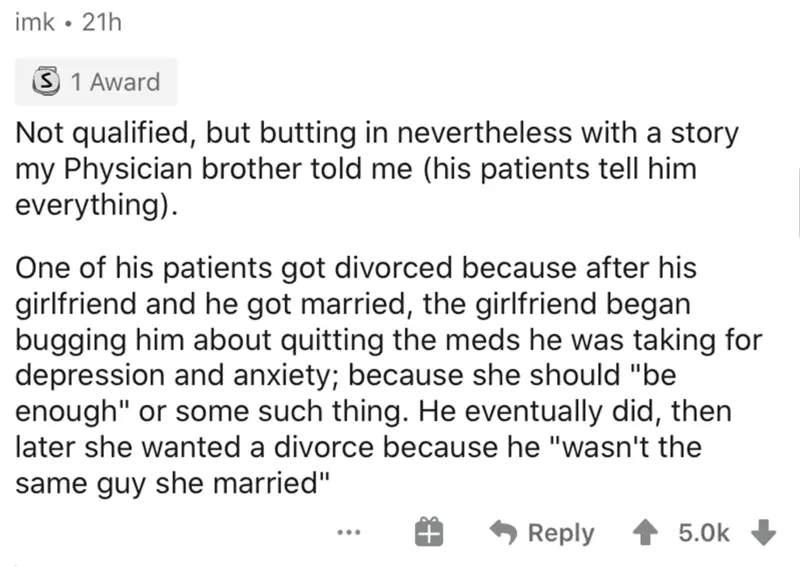 imk • 21h
S 1 Award
Not qualified, but butting in nevertheless with a story
my Physician brother told me (his patients tell him
everything).
One of his patients got divorced because after his
girlfriend and he got married, the girlfriend began
bugging him about quitting the meds he was taking for
depression and anxiety; because she should "be
enough" or some such thing. He eventually did, then
later she wanted a divorce because he "wasn't the
same guy she married"
... Reply 5.0k